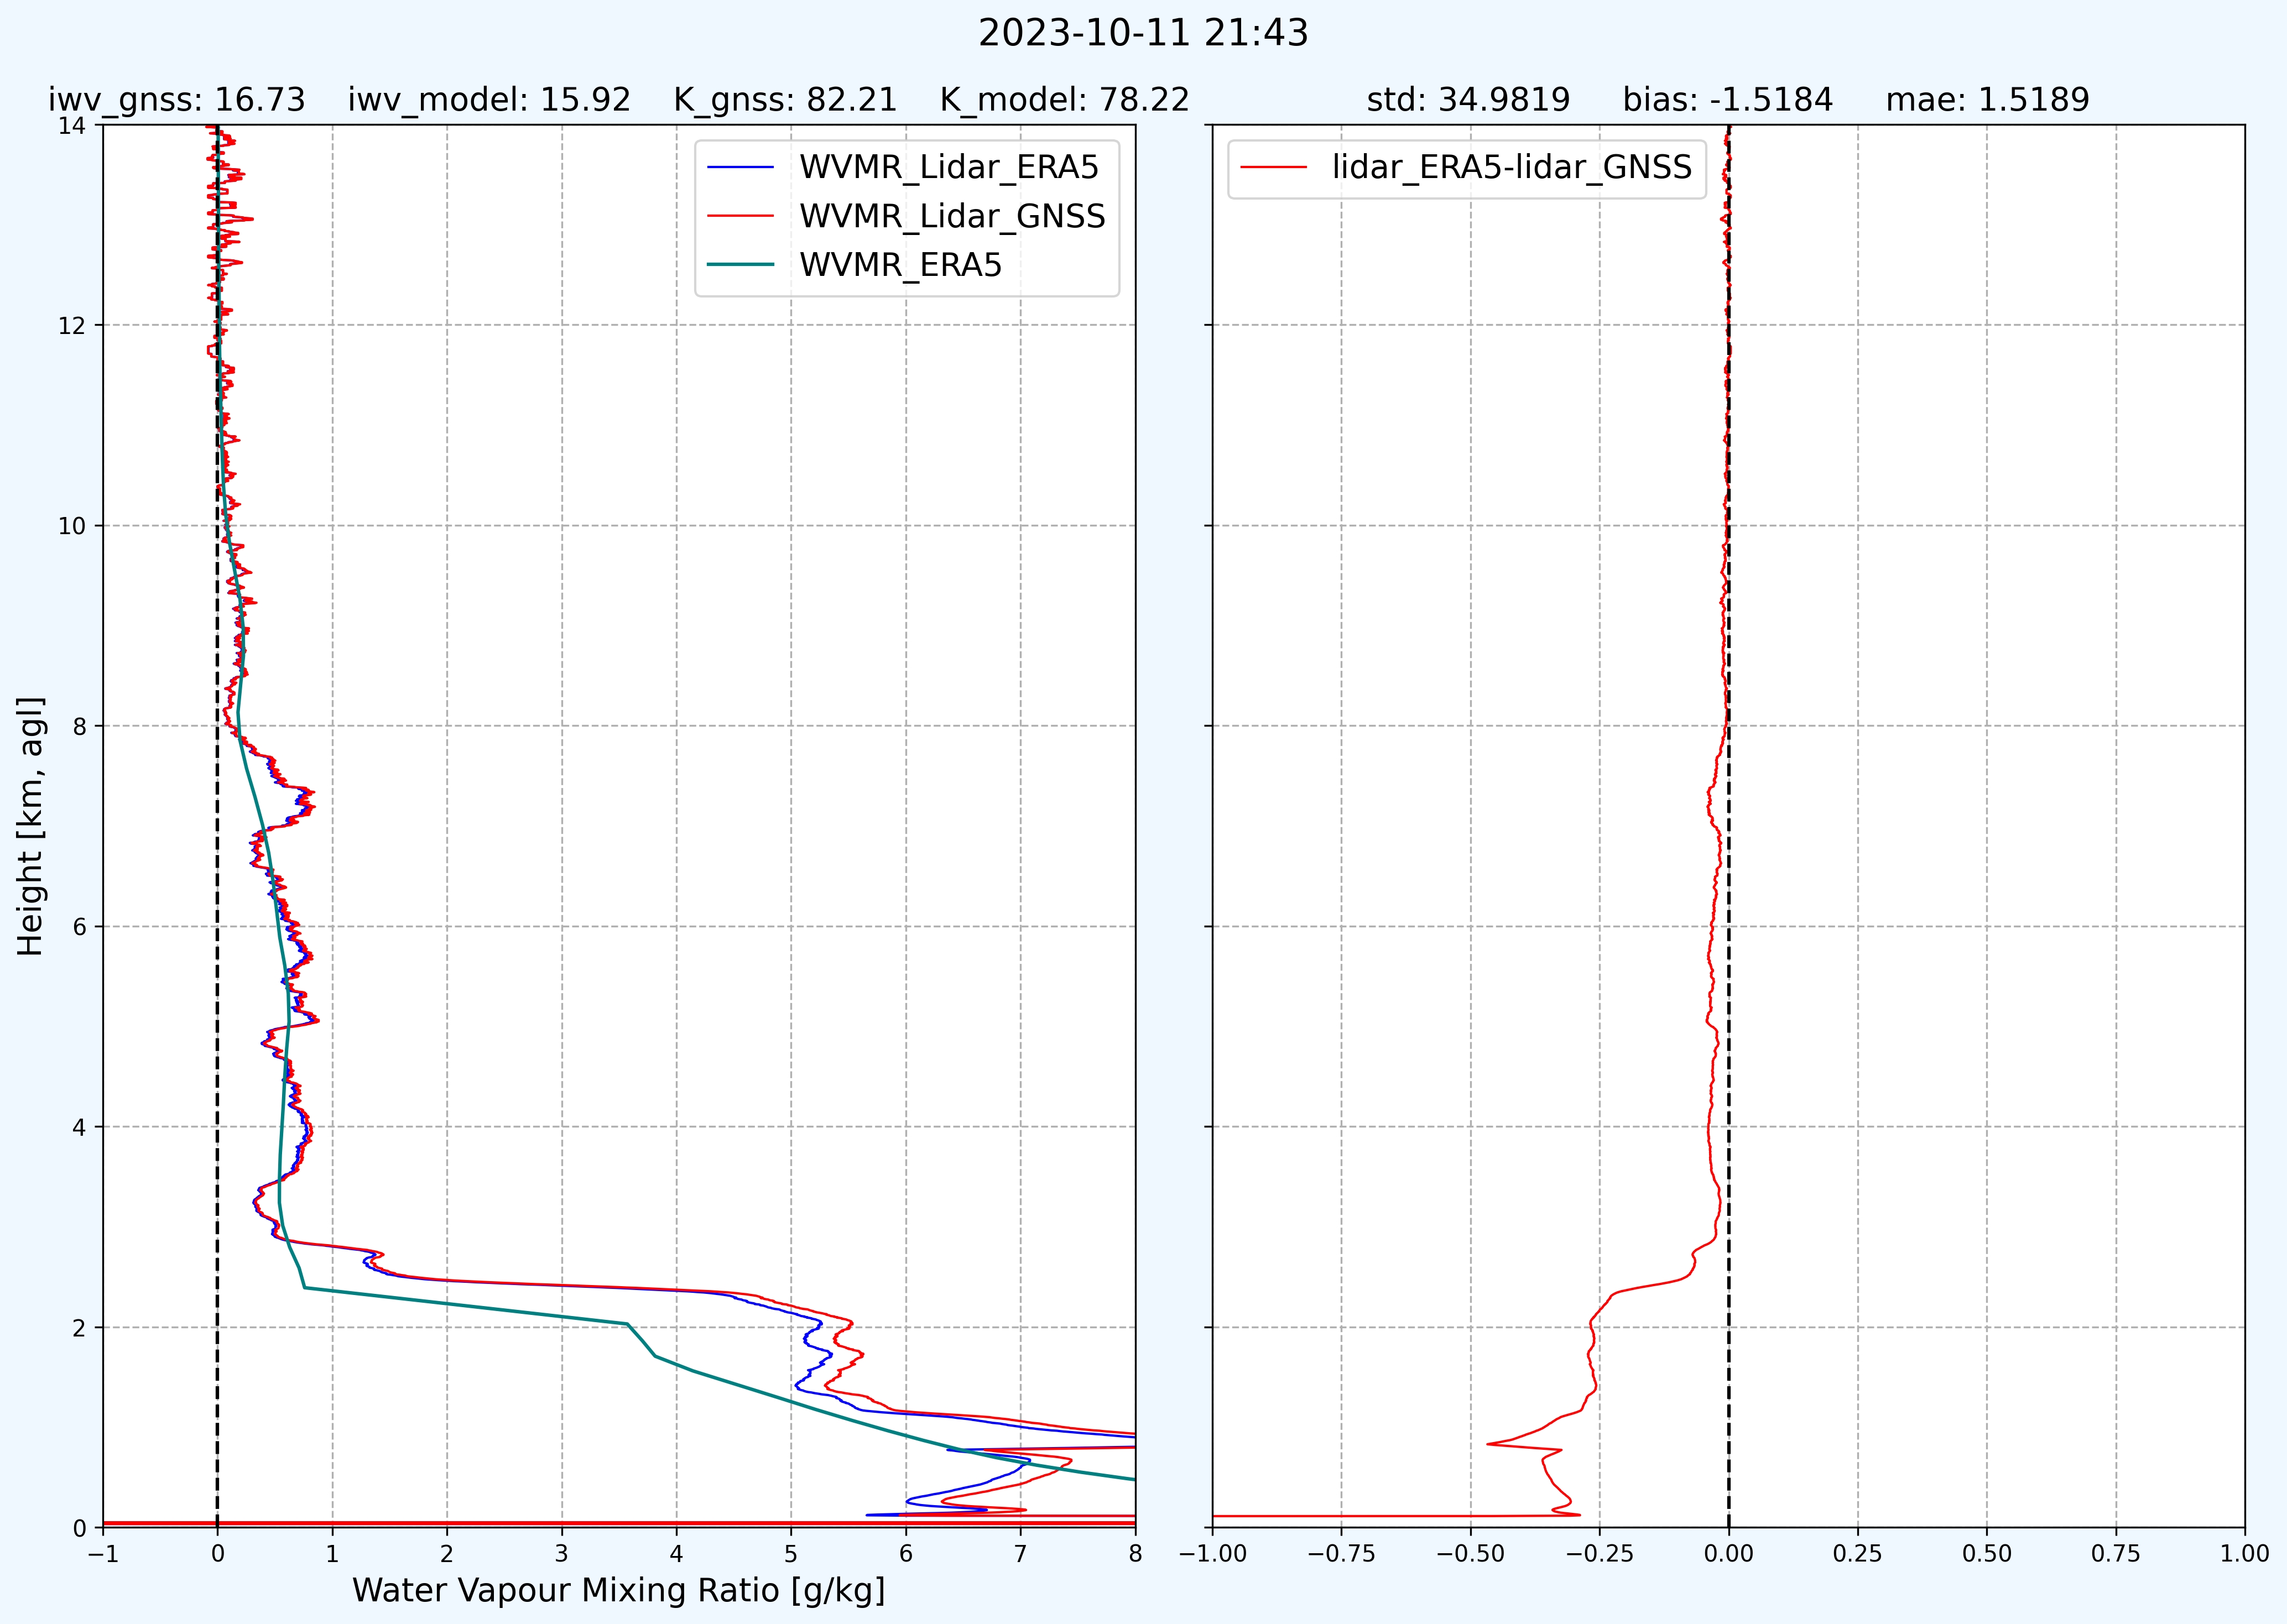 2023-10-11 21:43
iwv_gnss: 16.73 iwv_model: 15.92 K_gnss: 82.21 K_model: 78.22
std: 34.9819 bias: -1.5184 mae: 1.5189
WVMR_Lidar_ERA5
WVMR_Lidar_GNSS
WVMR_ERA5
lidar_ERA5-lidar_GNSS
Height [km, agl]
14
12
10
8
6
4
2
0
−1 0 1 2 3 4 5 6 7 8
Water Vapour Mixing Ratio [g/kg]
−1.00 −0.75 −0.50 −0.25 0.00 0.25 0.50 0.75 1.00